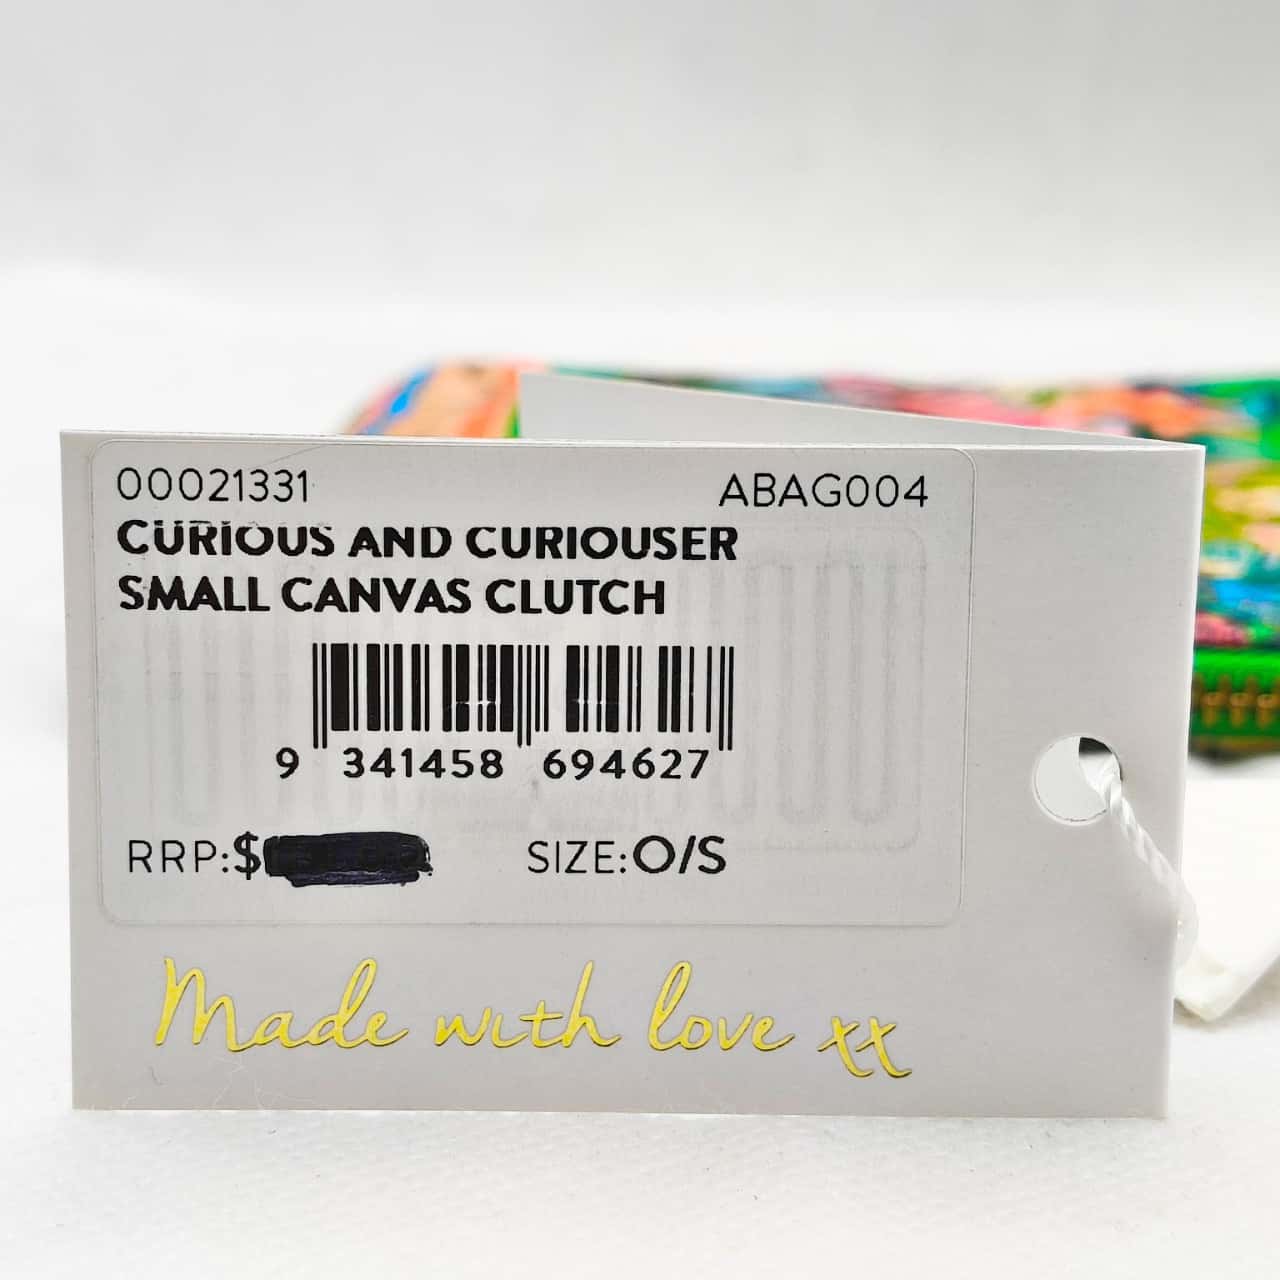 00021331 ABAG004
CURIOUS AND CURIOUSER
SMALL CANVAS CLUTCH
9 341458 694627
RRP:$ SIZE:O/S
Made with love xx